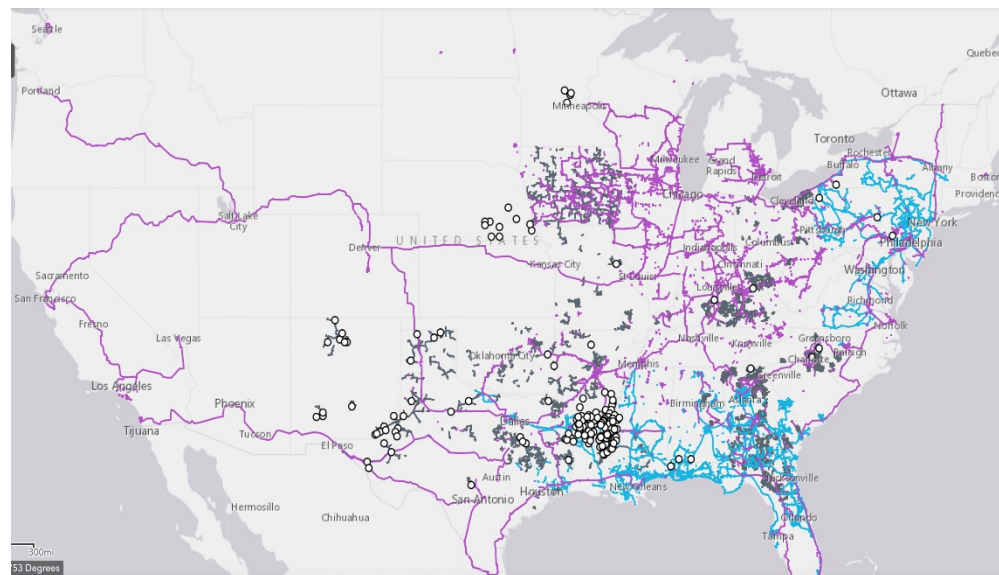 Seattle
Quebec
Portland
Minneapolis
Ottawa
Toronto
Rochester
Milwaukee
Grand
Rapids
Buffalo
Albany
Detroit
Boston
Chicago
Cleveland
Providence
Salt Lake
City
New York
Pittsburgh
Denver
UNITED STATES
Indianapolis
Columbus
Philadelphia
Kansas City
Cincinnati
St Louis
Washington
Sacramento
Louisville
San Francisco
Richmond
Fresno
Norfolk
Las Vegas
Nashville
Knoxville
Greensboro
Raleigh
Oklahoma City
Memphis
Charlotte
Greenville
Los Angeles
Phoenix
Birmingham
Atlanta
Tijuana
Tucson
Dallas
El Paso
Austin
Jacksonville
Houston
New Orleans
San Antonio
Hermosillo
Chihuahua
Orlando
Tampa
300mi
753 Degrees